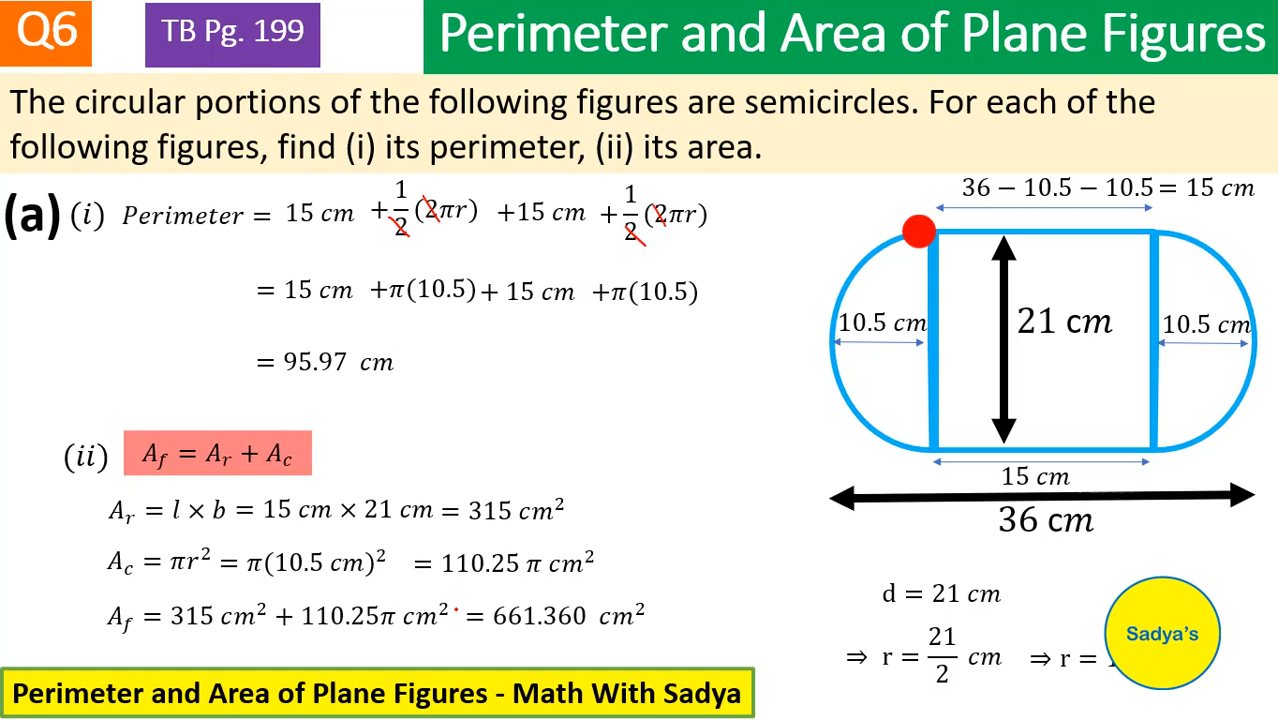 Q6
TB Pg. 199
Perimeter and Area of Plane Figures
The circular portions of the following figures are semicircles. For each of the
following figures, find (i) its perimeter, (ii) its area.
(a) (i) Perimeter = 15 cm + 1/2 (2πr) + 15 cm + 1/2 (2πr)
= 15 cm + π(10.5) + 15 cm + π(10.5)
= 95.97 cm
(ii) A_f = A_r + A_c
A_r = l × b = 15 cm × 21 cm = 315 cm²
A_c = πr² = π(10.5 cm)² = 110.25 π cm²
A_f = 315 cm² + 110.25π cm² = 661.360 cm²
36 − 10.5 − 10.5 = 15 cm
10.5 cm
21 cm
10.5 cm
15 cm
36 cm
d = 21 cm
⇒ r = 21/2 cm ⇒ r =
Sadya's
Perimeter and Area of Plane Figures - Math With Sadya